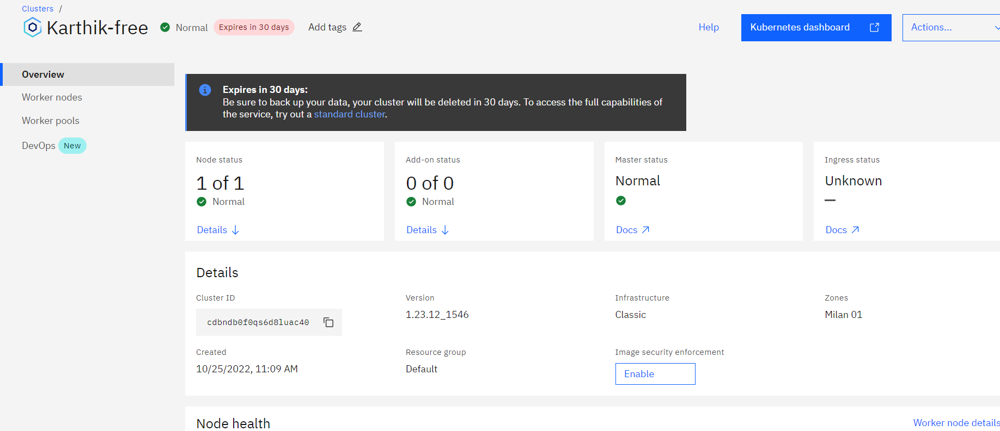 Clusters /
Karthik-free Normal Expires in 30 days Add tags Help Kubernetes dashboard Actions...
Overview
Worker nodes
Worker pools
DevOps New
Expires in 30 days:
Be sure to back up your data, your cluster will be deleted in 30 days. To access the full capabilities of
the service, try out a standard cluster.
Node status
1 of 1
Normal
Details
Add-on status
0 of 0
Normal
Details
Master status
Normal
Docs
Ingress status
Unknown
Docs
Details
Cluster ID
cdbndb0f0qs6d8luac40
Version
1.23.12_1546
Infrastructure
Classic
Zones
Milan 01
Created
10/25/2022, 11:09 AM
Resource group
Default
Image security enforcement
Enable
Node health
Worker node details